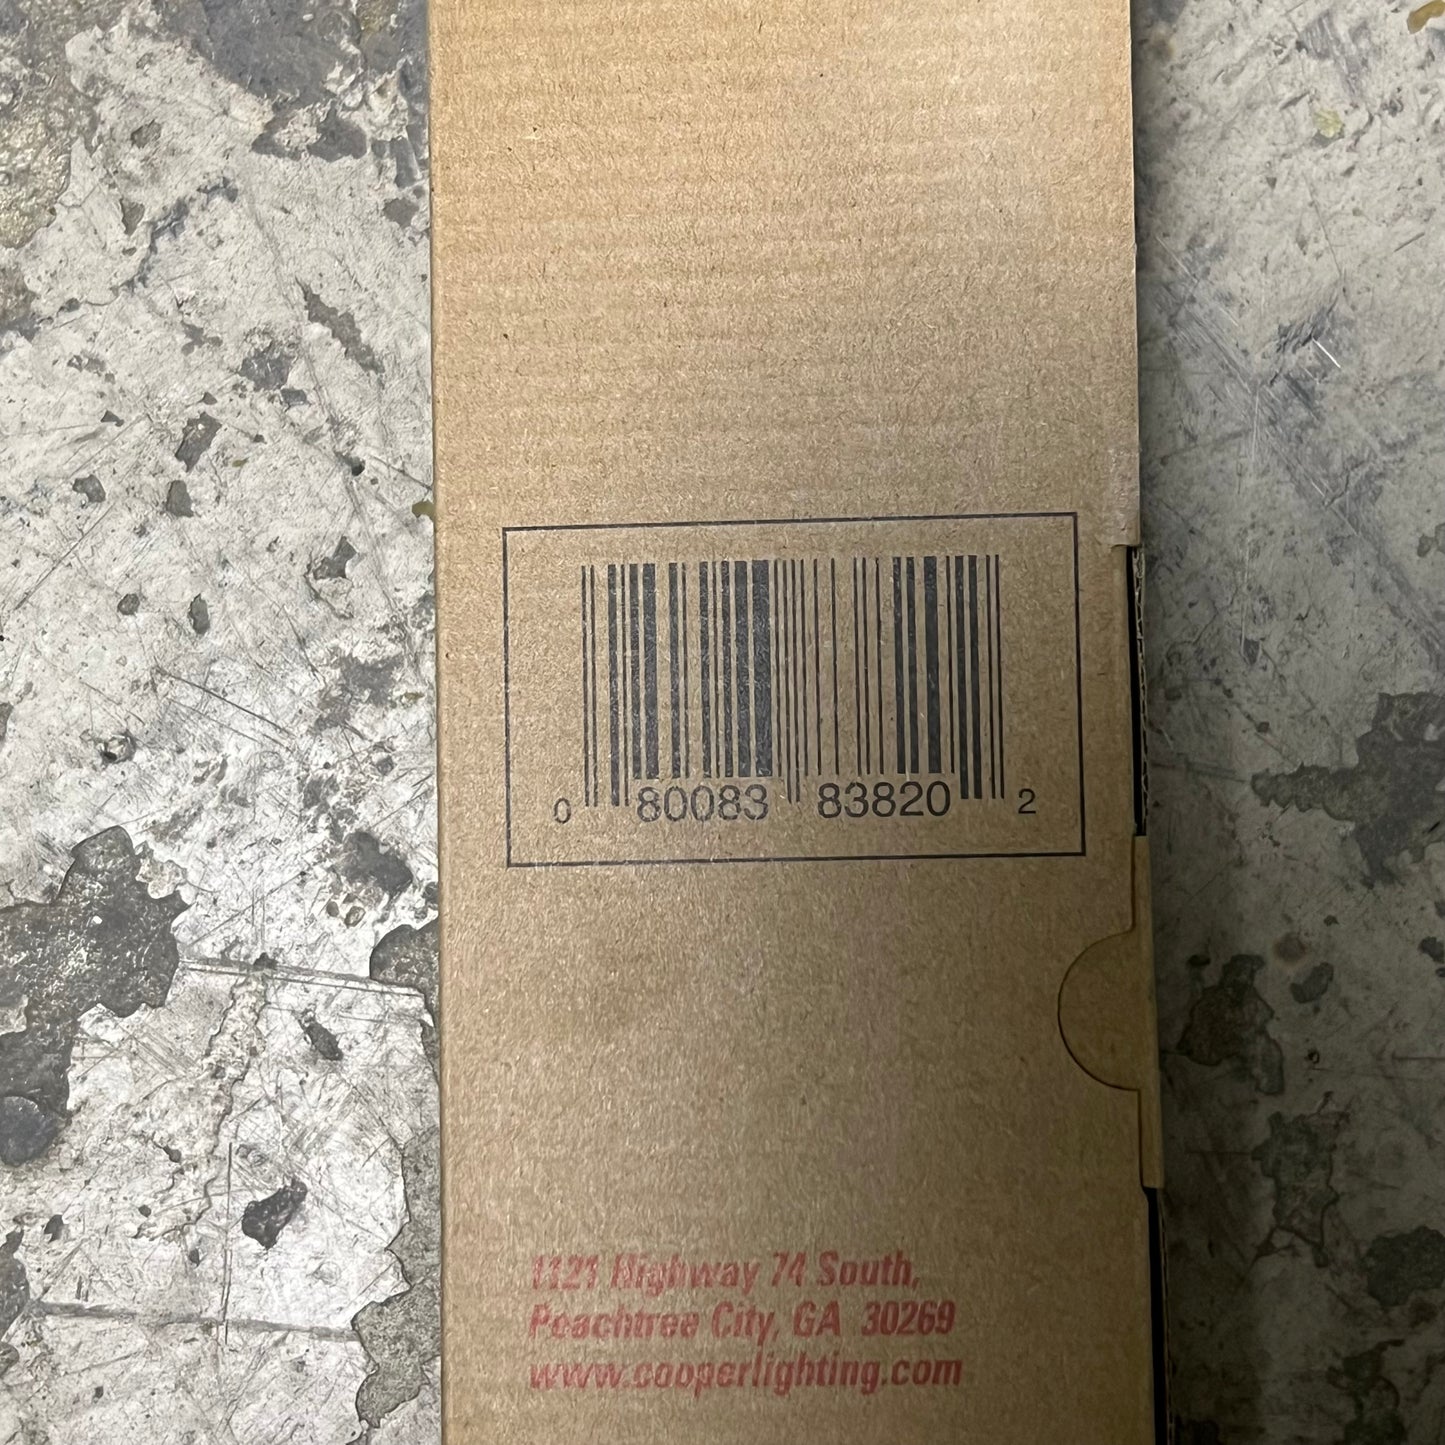 0 80083 83820 2
1121 Highway 74 South,
Peachtree City, GA 30269
www.cooperlighting.com